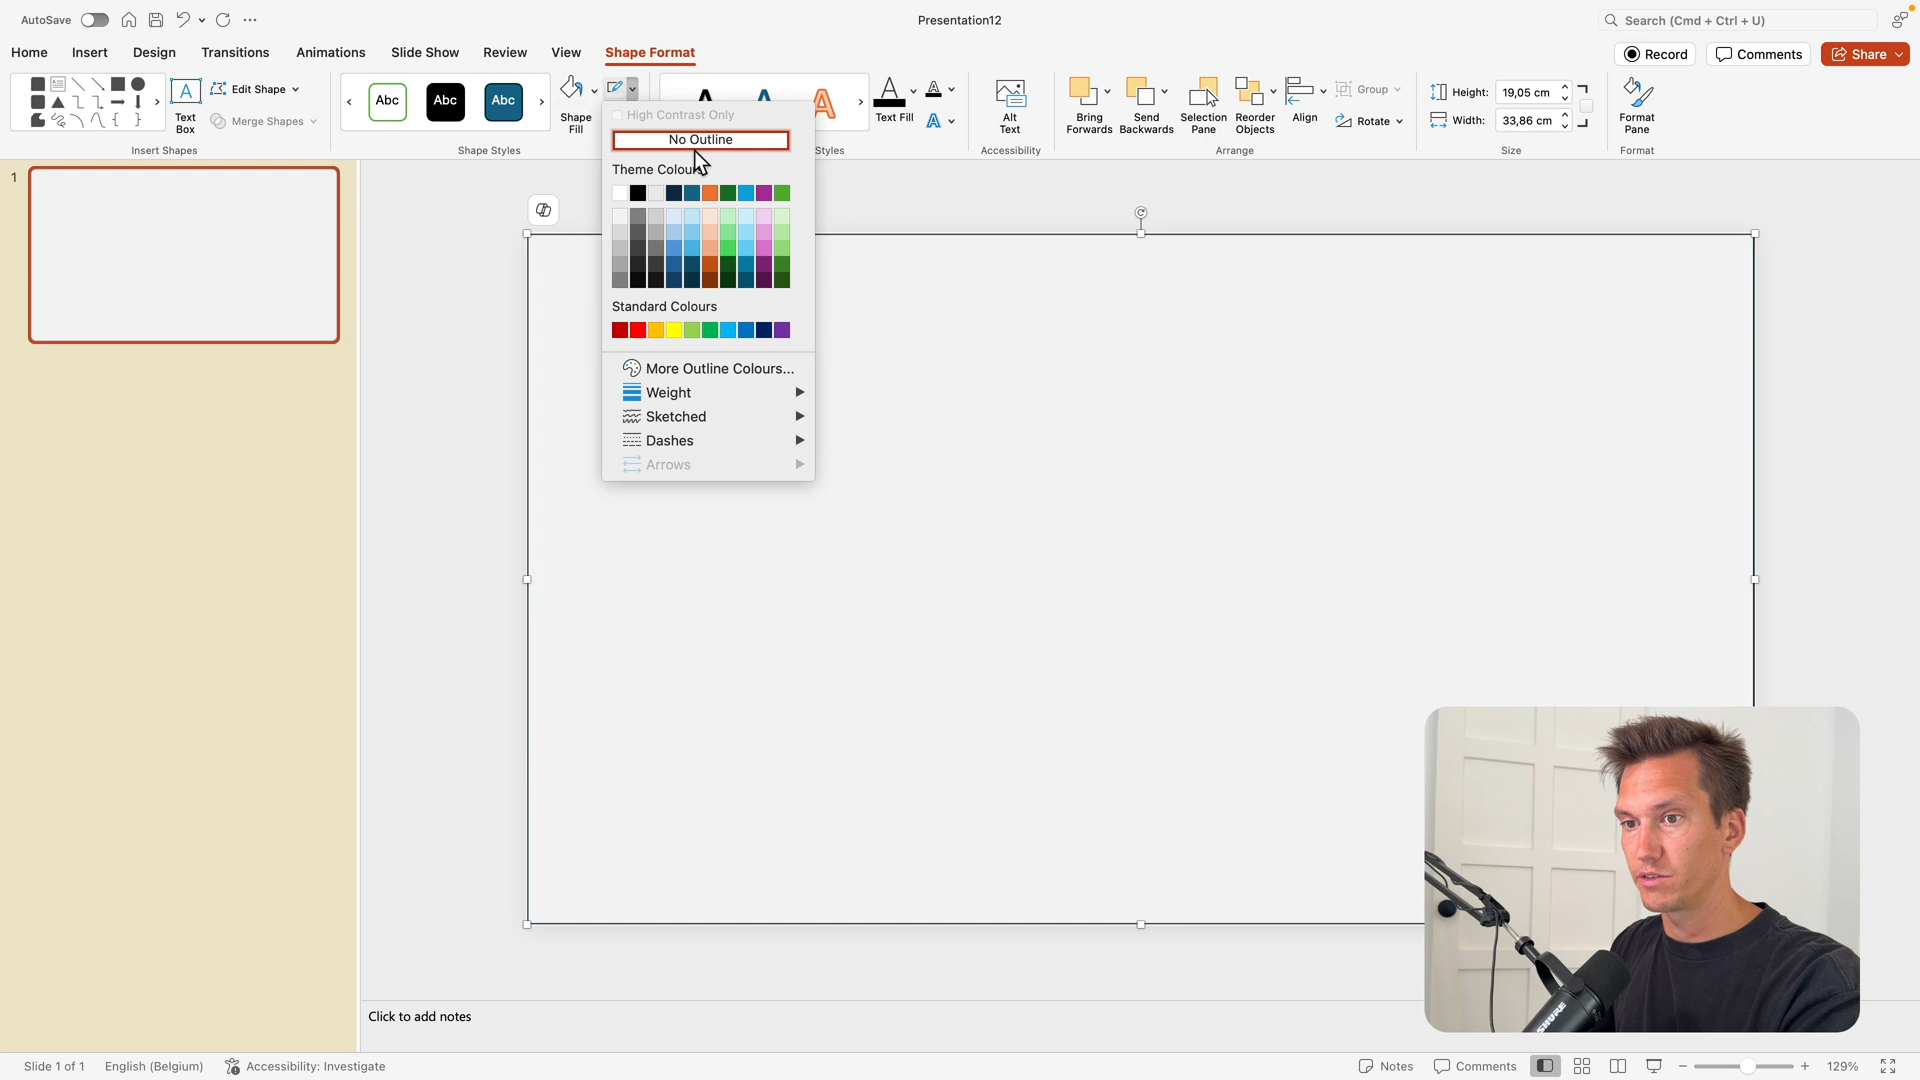 AutoSave
Presentation12
Search (Cmd + Ctrl + U)
Home Insert Design Transitions Animations Slide Show Review View Shape Format
Record Comments Share
A
Text Box
Edit Shape
Merge Shapes
Insert Shapes
Abc Abc Abc
Shape Styles
Shape Fill
A A A
Styles
A
Text Fill
A
A
Alt Text
Accessibility
Bring Forwards
Send Backwards
Selection Pane
Reorder Objects
Align
Group
Rotate
Arrange
Height: 19,05 cm
Width: 33,86 cm
Size
Format Pane
Format
High Contrast Only
No Outline
Theme Colou
Standard Colours
More Outline Colours...
Weight
Sketched
Dashes
Arrows
1
SHURE
Click to add notes
Slide 1 of 1 English (Belgium) Accessibility: Investigate
Notes Comments 129%